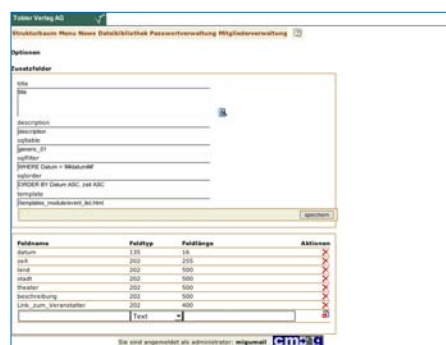 Tobler Verlag AG
Strukturbaum Menu News Dateibibliothek Passwortverwaltung Mitgliederverwaltung
Optionen
Zusatzfelder
title
title
description
description
sqltable
generic_01
sqlfilter
WHERE Datum = '##datum##'
sqlorder
ORDER BY Datum ASC, zeit ASC
template
/templates_module/event_list.html
speichern
Feldname Feldtyp Feldlänge Aktionen
datum 135 16
zeit 202 255
land 202 500
stadt 202 500
theater 202 500
beschreibung 202 500
Link_zum_Veranstalter 202 400
Text
Sie sind angemeldet als administrator: migumail